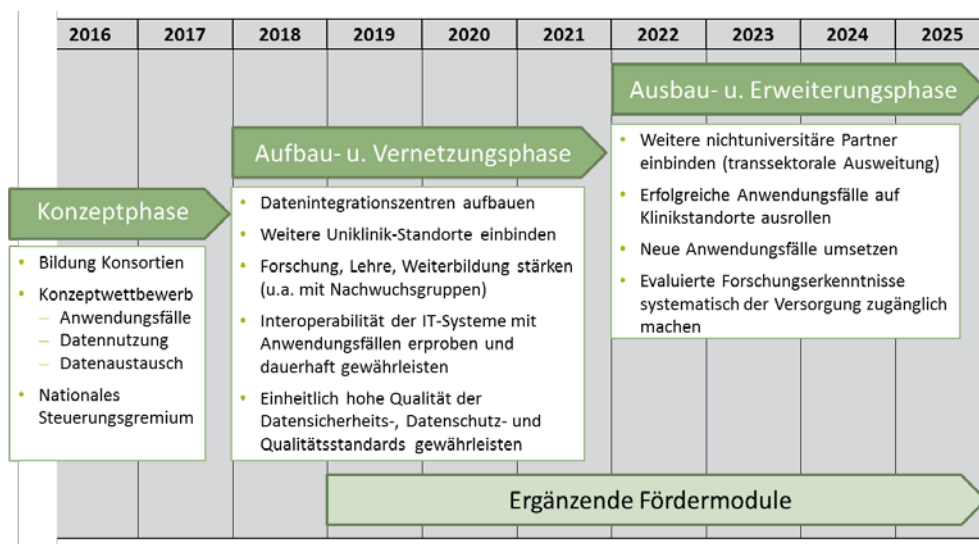 2016 2017 2018 2019 2020 2021 2022 2023 2024 2025
Konzeptphase
• Bildung Konsortien
• Konzeptwettbewerb
– Anwendungsfälle
– Datennutzung
– Datenaustausch
• Nationales
Steuerungsgremium
Aufbau- u. Vernetzungsphase
• Datenintegrationszentren aufbauen
• Weitere Uniklinik-Standorte einbinden
• Forschung, Lehre, Weiterbildung stärken
(u.a. mit Nachwuchsgruppen)
• Interoperabilität der IT-Systeme mit
Anwendungsfällen erproben und
dauerhaft gewährleisten
• Einheitlich hohe Qualität der
Datensicherheits-, Datenschutz- und
Qualitätsstandards gewährleisten
Ausbau- u. Erweiterungsphase
• Weitere nichtuniversitäre Partner
einbinden (transsektorale Ausweitung)
• Erfolgreiche Anwendungsfälle auf
Klinikstandorte ausrollen
• Neue Anwendungsfälle umsetzen
• Evaluierte Forschungserkenntnisse
systematisch der Versorgung zugänglich
machen
Ergänzende Fördermodule